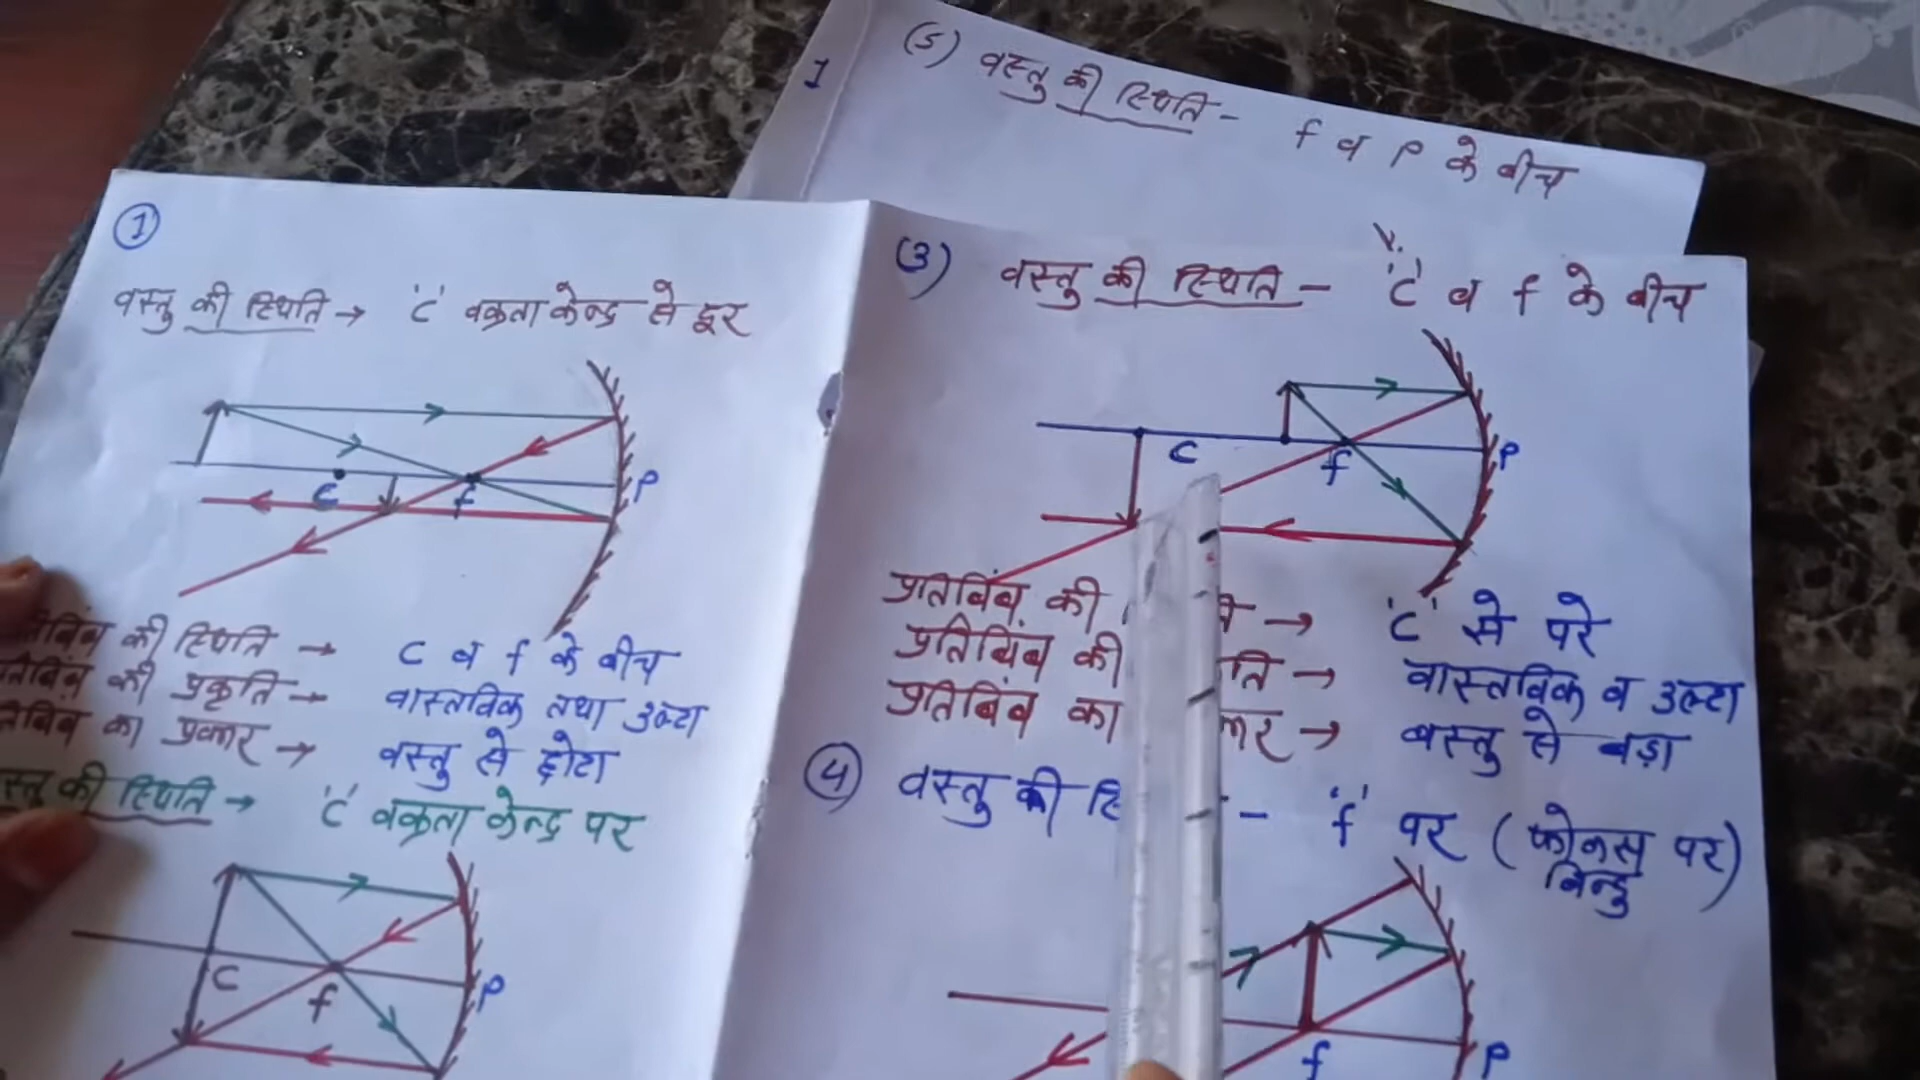 (5) वस्तु की स्थिति - f व P के बीच
1
①
वस्तु की स्थिति → 'C' वक्रता केन्द्र से दूर
C f P
की स्थिति → C व f के बीच
की प्रकृति → वास्तविक तथा उल्टा
का प्रकार → वस्तु से छोटा
की स्थिति → 'C' वक्रता केन्द्र पर
C f P
(3) वस्तु की स्थिति - 'C' व f के बीच
C f P
प्रतिबिंब की → 'C' से परे
प्रतिबिंब की → वास्तविक व उल्टा
प्रतिबिंब का → वस्तु से बड़ा
④ वस्तु की - 'f' पर (फोकस पर)
बिन्दु
f P